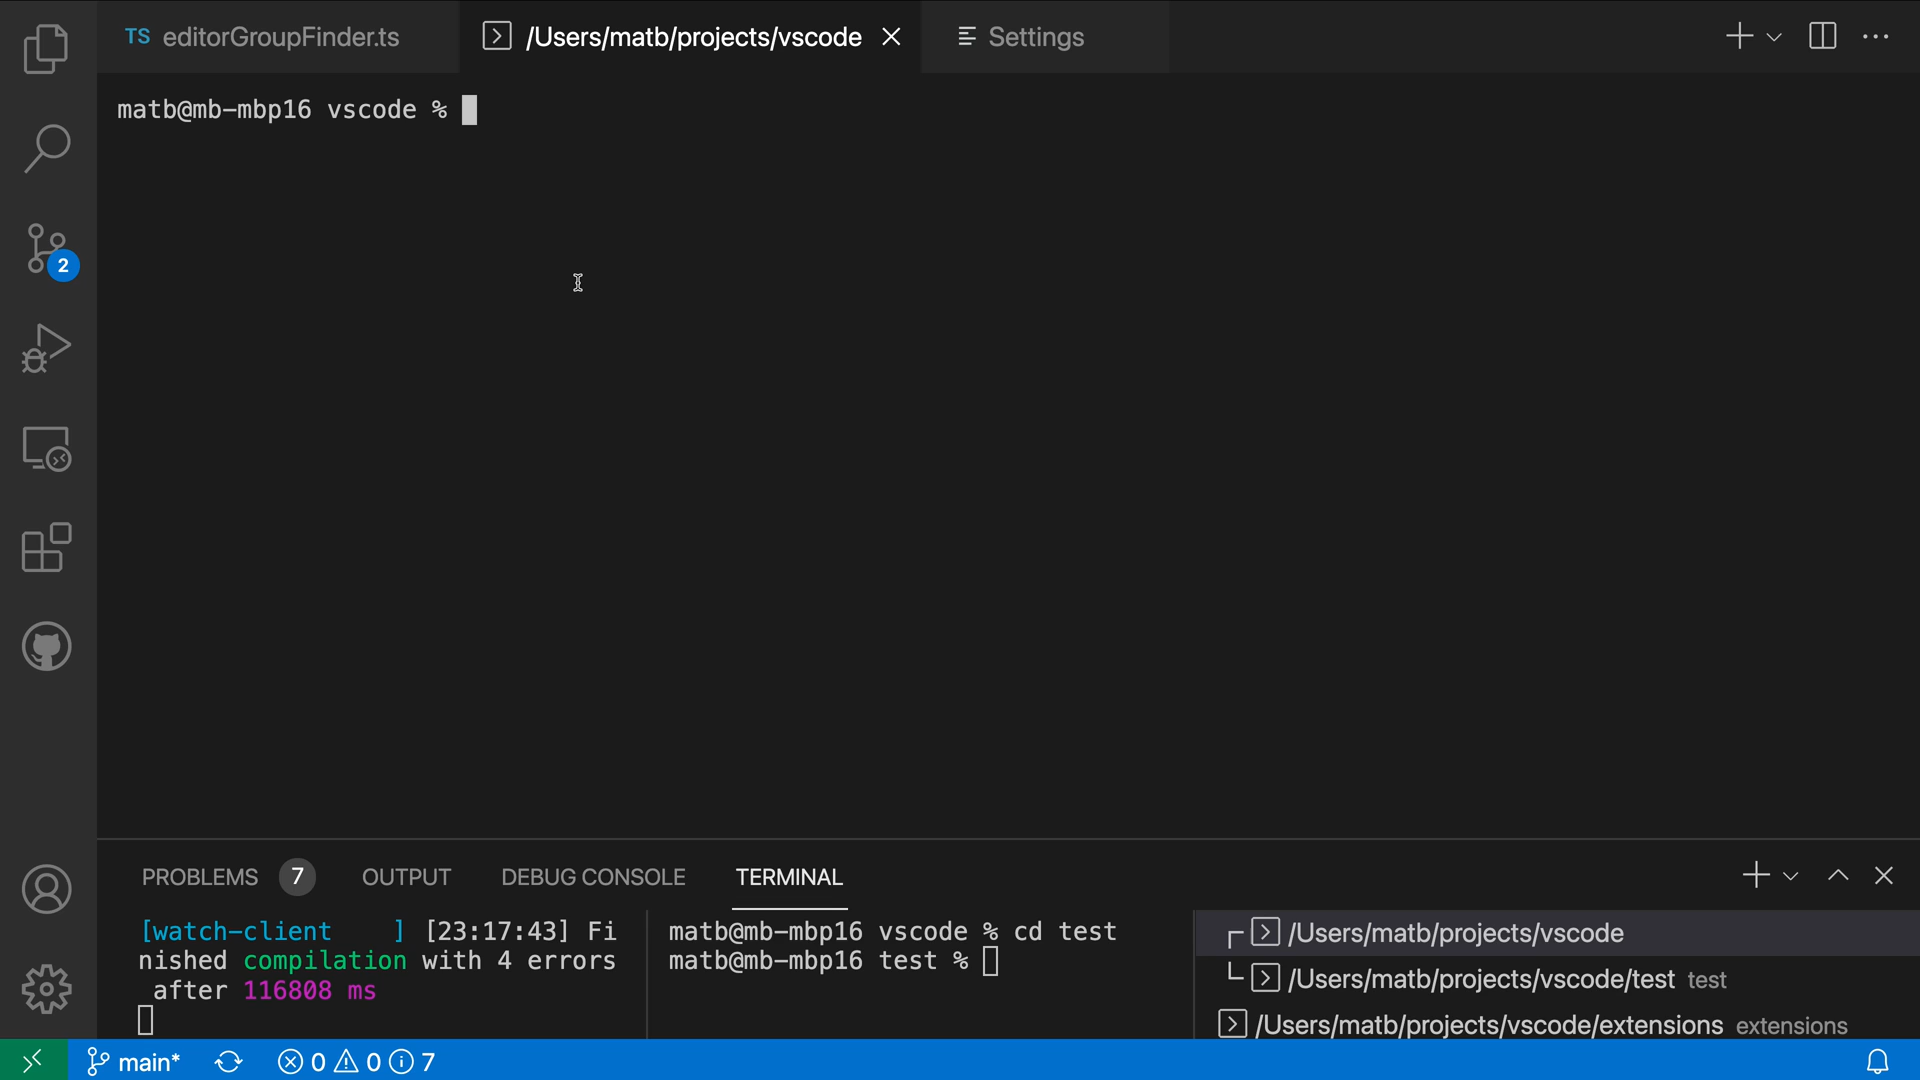 TS editorGroupFinder.ts
/Users/matb/projects/vscode
Settings
matb@mb-mbp16 vscode %
2
PROBLEMS 7 OUTPUT DEBUG CONSOLE TERMINAL
[watch-client    ] [23:17:43] Fi
nished compilation with 4 errors
after 116808 ms
matb@mb-mbp16 vscode % cd test
matb@mb-mbp16 test %
/Users/matb/projects/vscode
/Users/matb/projects/vscode/test test
/Users/matb/projects/vscode/extensions extensions
main* 0 0 7